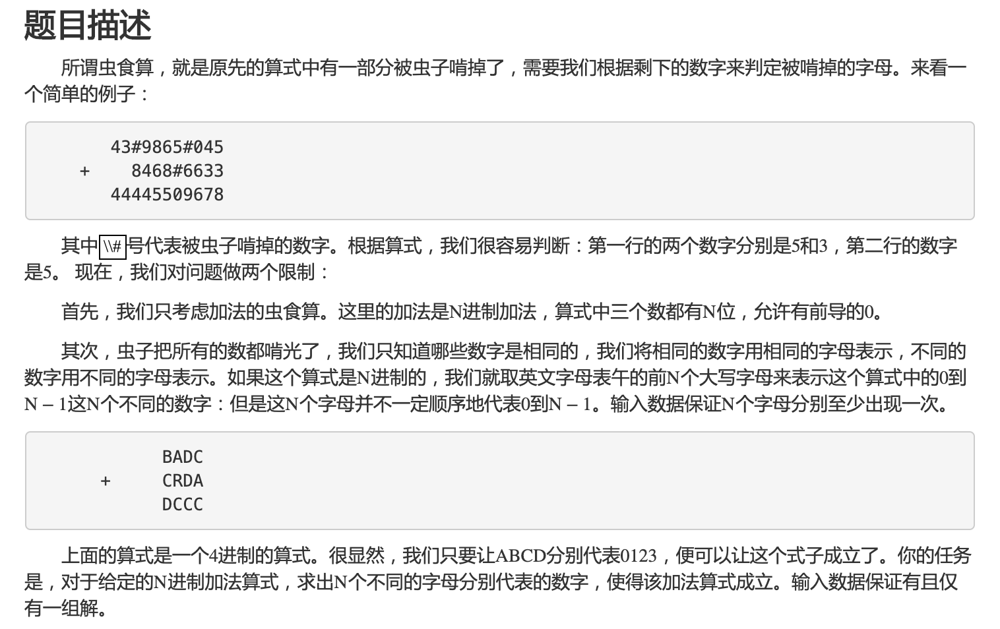 题目描述
所谓虫食算，就是原先的算式中有一部分被虫子啃掉了，需要我们根据剩下的数字来判定被啃掉的字母。来看一
个简单的例子：
43#9865#045
+ 8468#6633
44445509678
其中\\#号代表被虫子啃掉的数字。根据算式，我们很容易判断：第一行的两个数字分别是5和3，第二行的数字
是5。 现在，我们对问题做两个限制：
首先，我们只考虑加法的虫食算。这里的加法是N进制加法，算式中三个数都有N位，允许有前导的0。
其次，虫子把所有的数都啃光了，我们只知道哪些数字是相同的，我们将相同的数字用相同的字母表示，不同的
数字用不同的字母表示。如果这个算式是N进制的，我们就取英文字母表午的前N个大写字母来表示这个算式中的0到
N – 1这N个不同的数字：但是这N个字母并不一定顺序地代表0到N – 1。输入数据保证N个字母分别至少出现一次。
BADC
+ CRDA
DCCC
上面的算式是一个4进制的算式。很显然，我们只要让ABCD分别代表0123，便可以让这个式子成立了。你的任务
是，对于给定的N进制加法算式，求出N个不同的字母分别代表的数字，使得该加法算式成立。输入数据保证有且仅
有一组解。